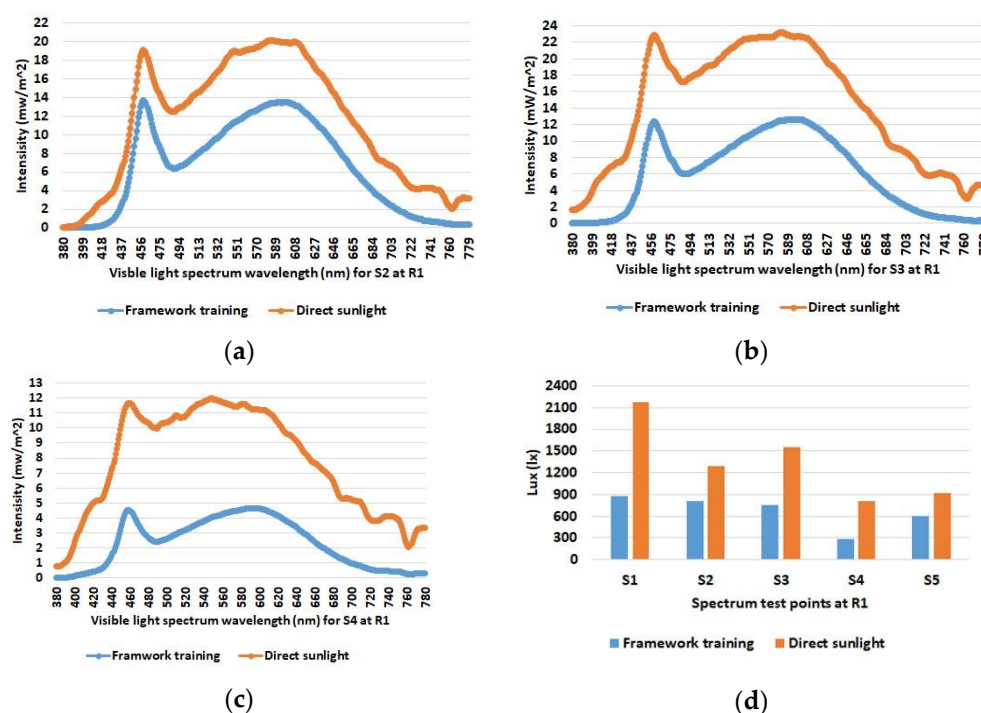 22
20
18
16
14
12
10
8
6
4
2
0
Intensisity (mw/m^2)
380 399 418 437 456 475 494 513 532 551 570 589 608 627 646 665 684 703 722 741 760 779
Visble light spectrum wavelength (nm) for S2 at R1
Framework training Direct sunlight
(a)
24
22
20
18
16
14
12
10
8
6
4
2
0
Intensisity (mW/m^2)
380 399 418 437 456 475 494 513 532 551 570 589 608 627 646 665 684 703 722 741 760
Visible light spectrum wavelength (nm) for S3 at R1
Framework training Direct sunlight
(b)
13
12
11
10
9
8
7
6
5
4
3
2
1
0
Intensisity (mw/m^2)
380 400 420 440 460 480 500 520 540 560 580 600 620 640 660 680 700 720 740 760 780
Visible light spectrum wavelength (nm) for S4 at R1
Framwork training Direct sunlight
(c)
2400
2100
1800
1500
1200
900
600
300
0
Lux (lx)
S1 S2 S3 S4 S5
Spectrum test points at R1
Framework training Direct sunlight
(d)